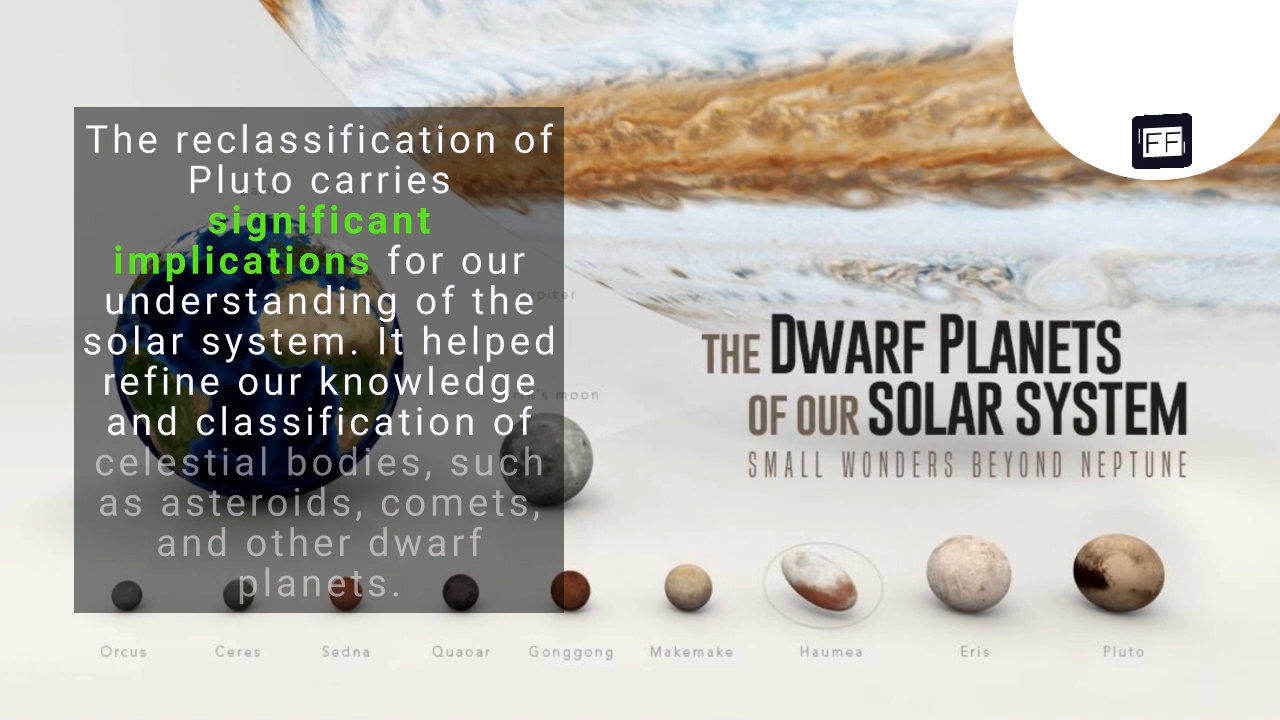 The reclassification of
Pluto carries
significant
implications for our
understanding of the
solar system. It helped
refine our knowledge
and classification of
celestial bodies, such
as asteroids, comets,
and other dwarf
planets.
FF
Jupiter
moon
THE DWARF PLANETS
OF OUR SOLAR SYSTEM
SMALL WONDERS BEYOND NEPTUNE
Orcus Ceres Sedna Quaoar Gonggong Makemake Haumea Eris Pluto